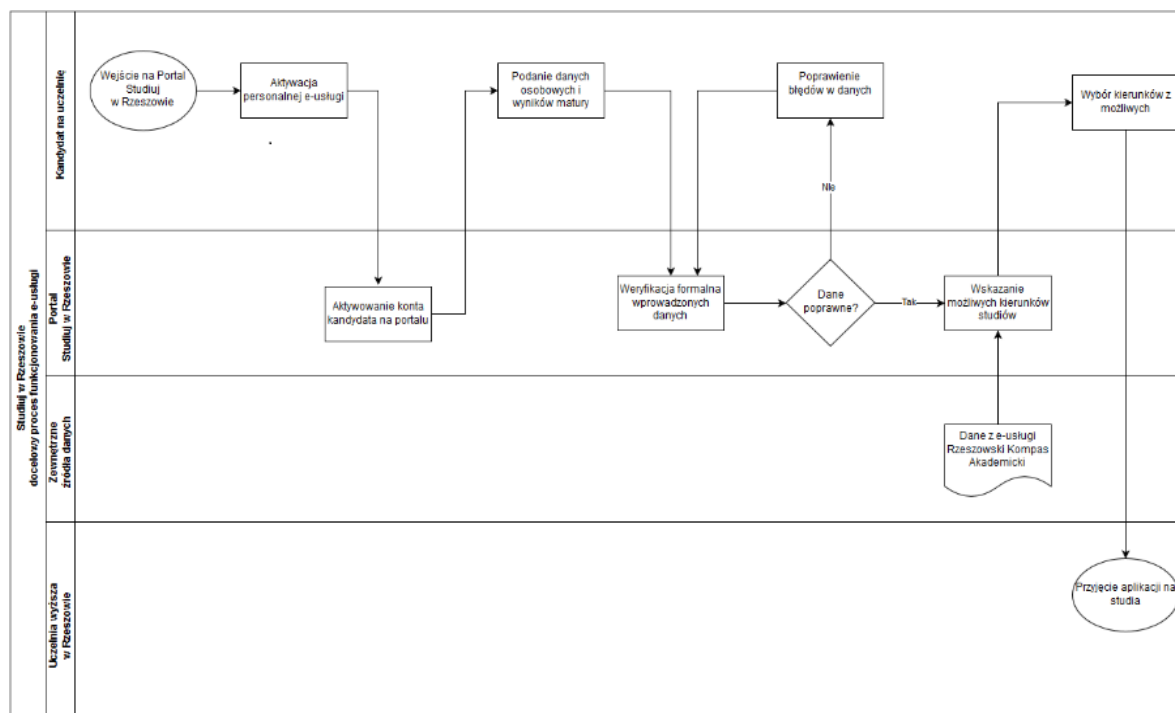 Studiuj w Rzeszowie
docelowy proces funkcjonowania e-usługi
Kandydat na uczelnię
Wejście na Portal
Studiuj
w Rzeszowie
Aktywacja
personalnej e-usługi
Podanie danych
osobowych i
wyników matury
Poprawienie
błędów w danych
Wybór kierunków z
możliwych
Nie
Portal
Studiuj w Rzeszowie
Aktywowanie konta
kandydata na portalu
Weryfikacja formalna
wprowadzonych
danych
Dane
poprawne?
Tak
Wskazanie
możliwych kierunków
studiów
Zewnętrzne
źródła danych
Dane z e-usługi
Rzeszowski Kompas
Akademicki
Uczelnia wyższa
w Rzeszowie
Przyjęcie aplikacji na
studia